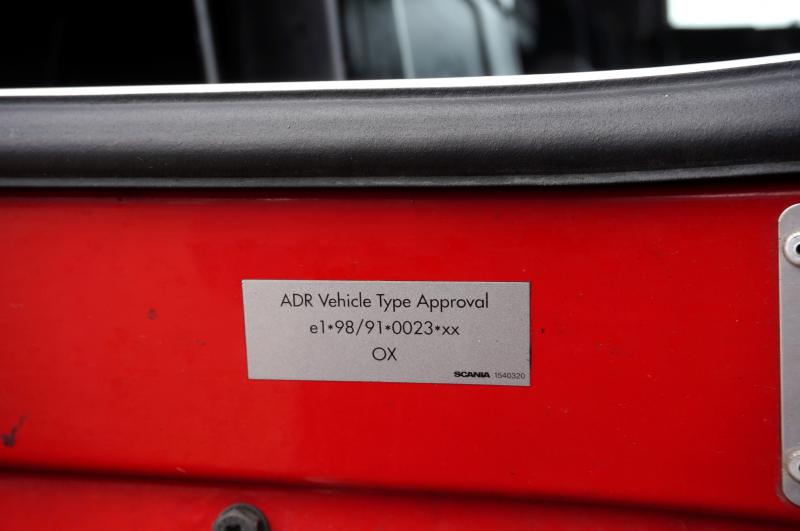 ADR Vehicle Type Approval
e1*98/91*0023*xx
OX
SCANIA 1540320